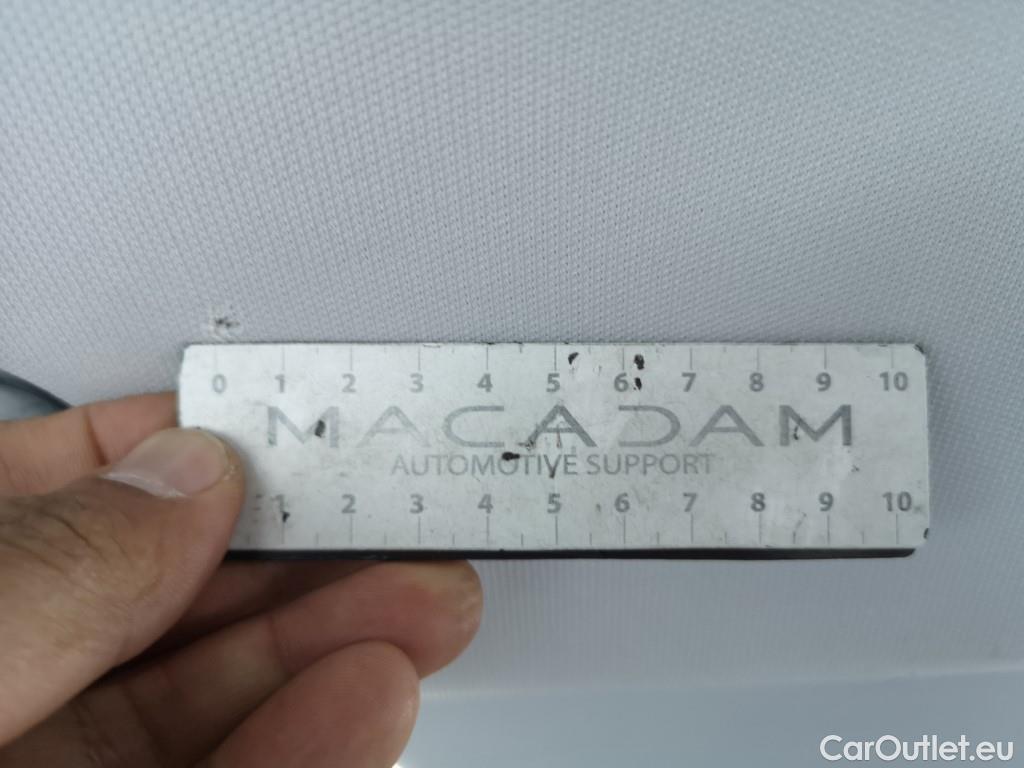 0 1 2 3 4 5 6 7 8 9 10
MACADAM
AUTOMOTIVE SUPPORT
1 2 3 4 5 6 7 8 9 10
CarOutlet.eu